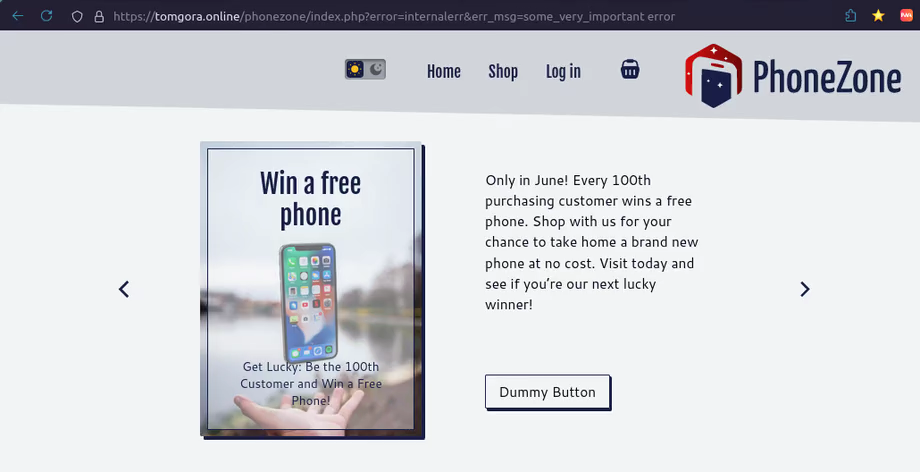 https://tomgora.online/phonezone/index.php?error=internalerr&err_msg=some_very_important error
Home Shop Log in PhoneZone
Win a free
phone
Get Lucky: Be the 100th
Customer and Win a Free
Phone!
Only in June! Every 100th
purchasing customer wins a free
phone. Shop with us for your
chance to take home a brand new
phone at no cost. Visit today and
see if you’re our next lucky
winner!
Dummy Button